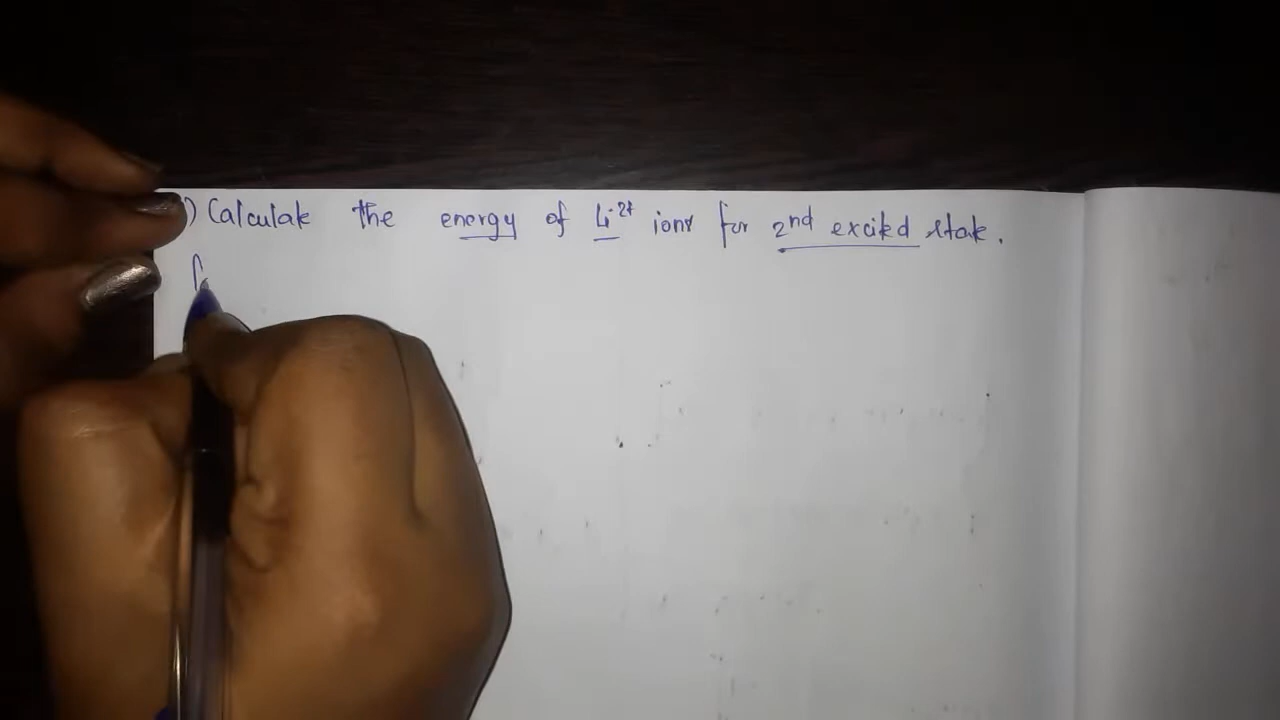 ) Calculate the energy of Li²⁺ ions for 2nd excited state.